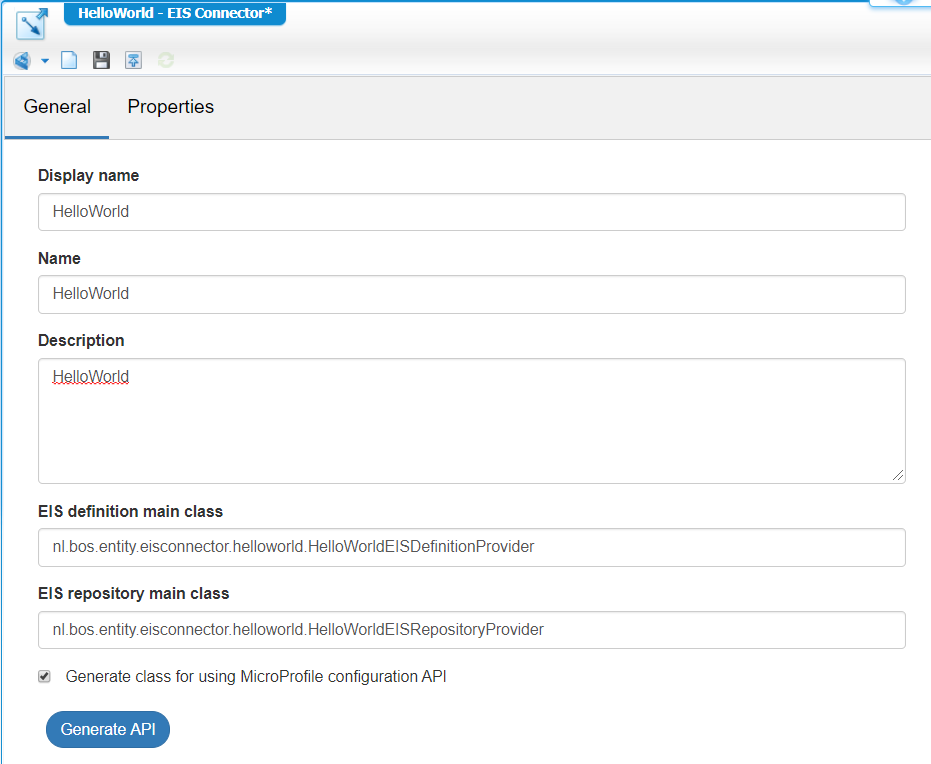 HelloWorld - EIS Connector*
General Properties
Display name
HelloWorld
Name
HelloWorld
Description
HelloWorld
EIS definition main class
nl.bos.entity.eisconnector.helloworld.HelloWorldEISDefinitionProvider
EIS repository main class
nl.bos.entity.eisconnector.helloworld.HelloWorldEISRepositoryProvider
Generate class for using MicroProfile configuration API
Generate API